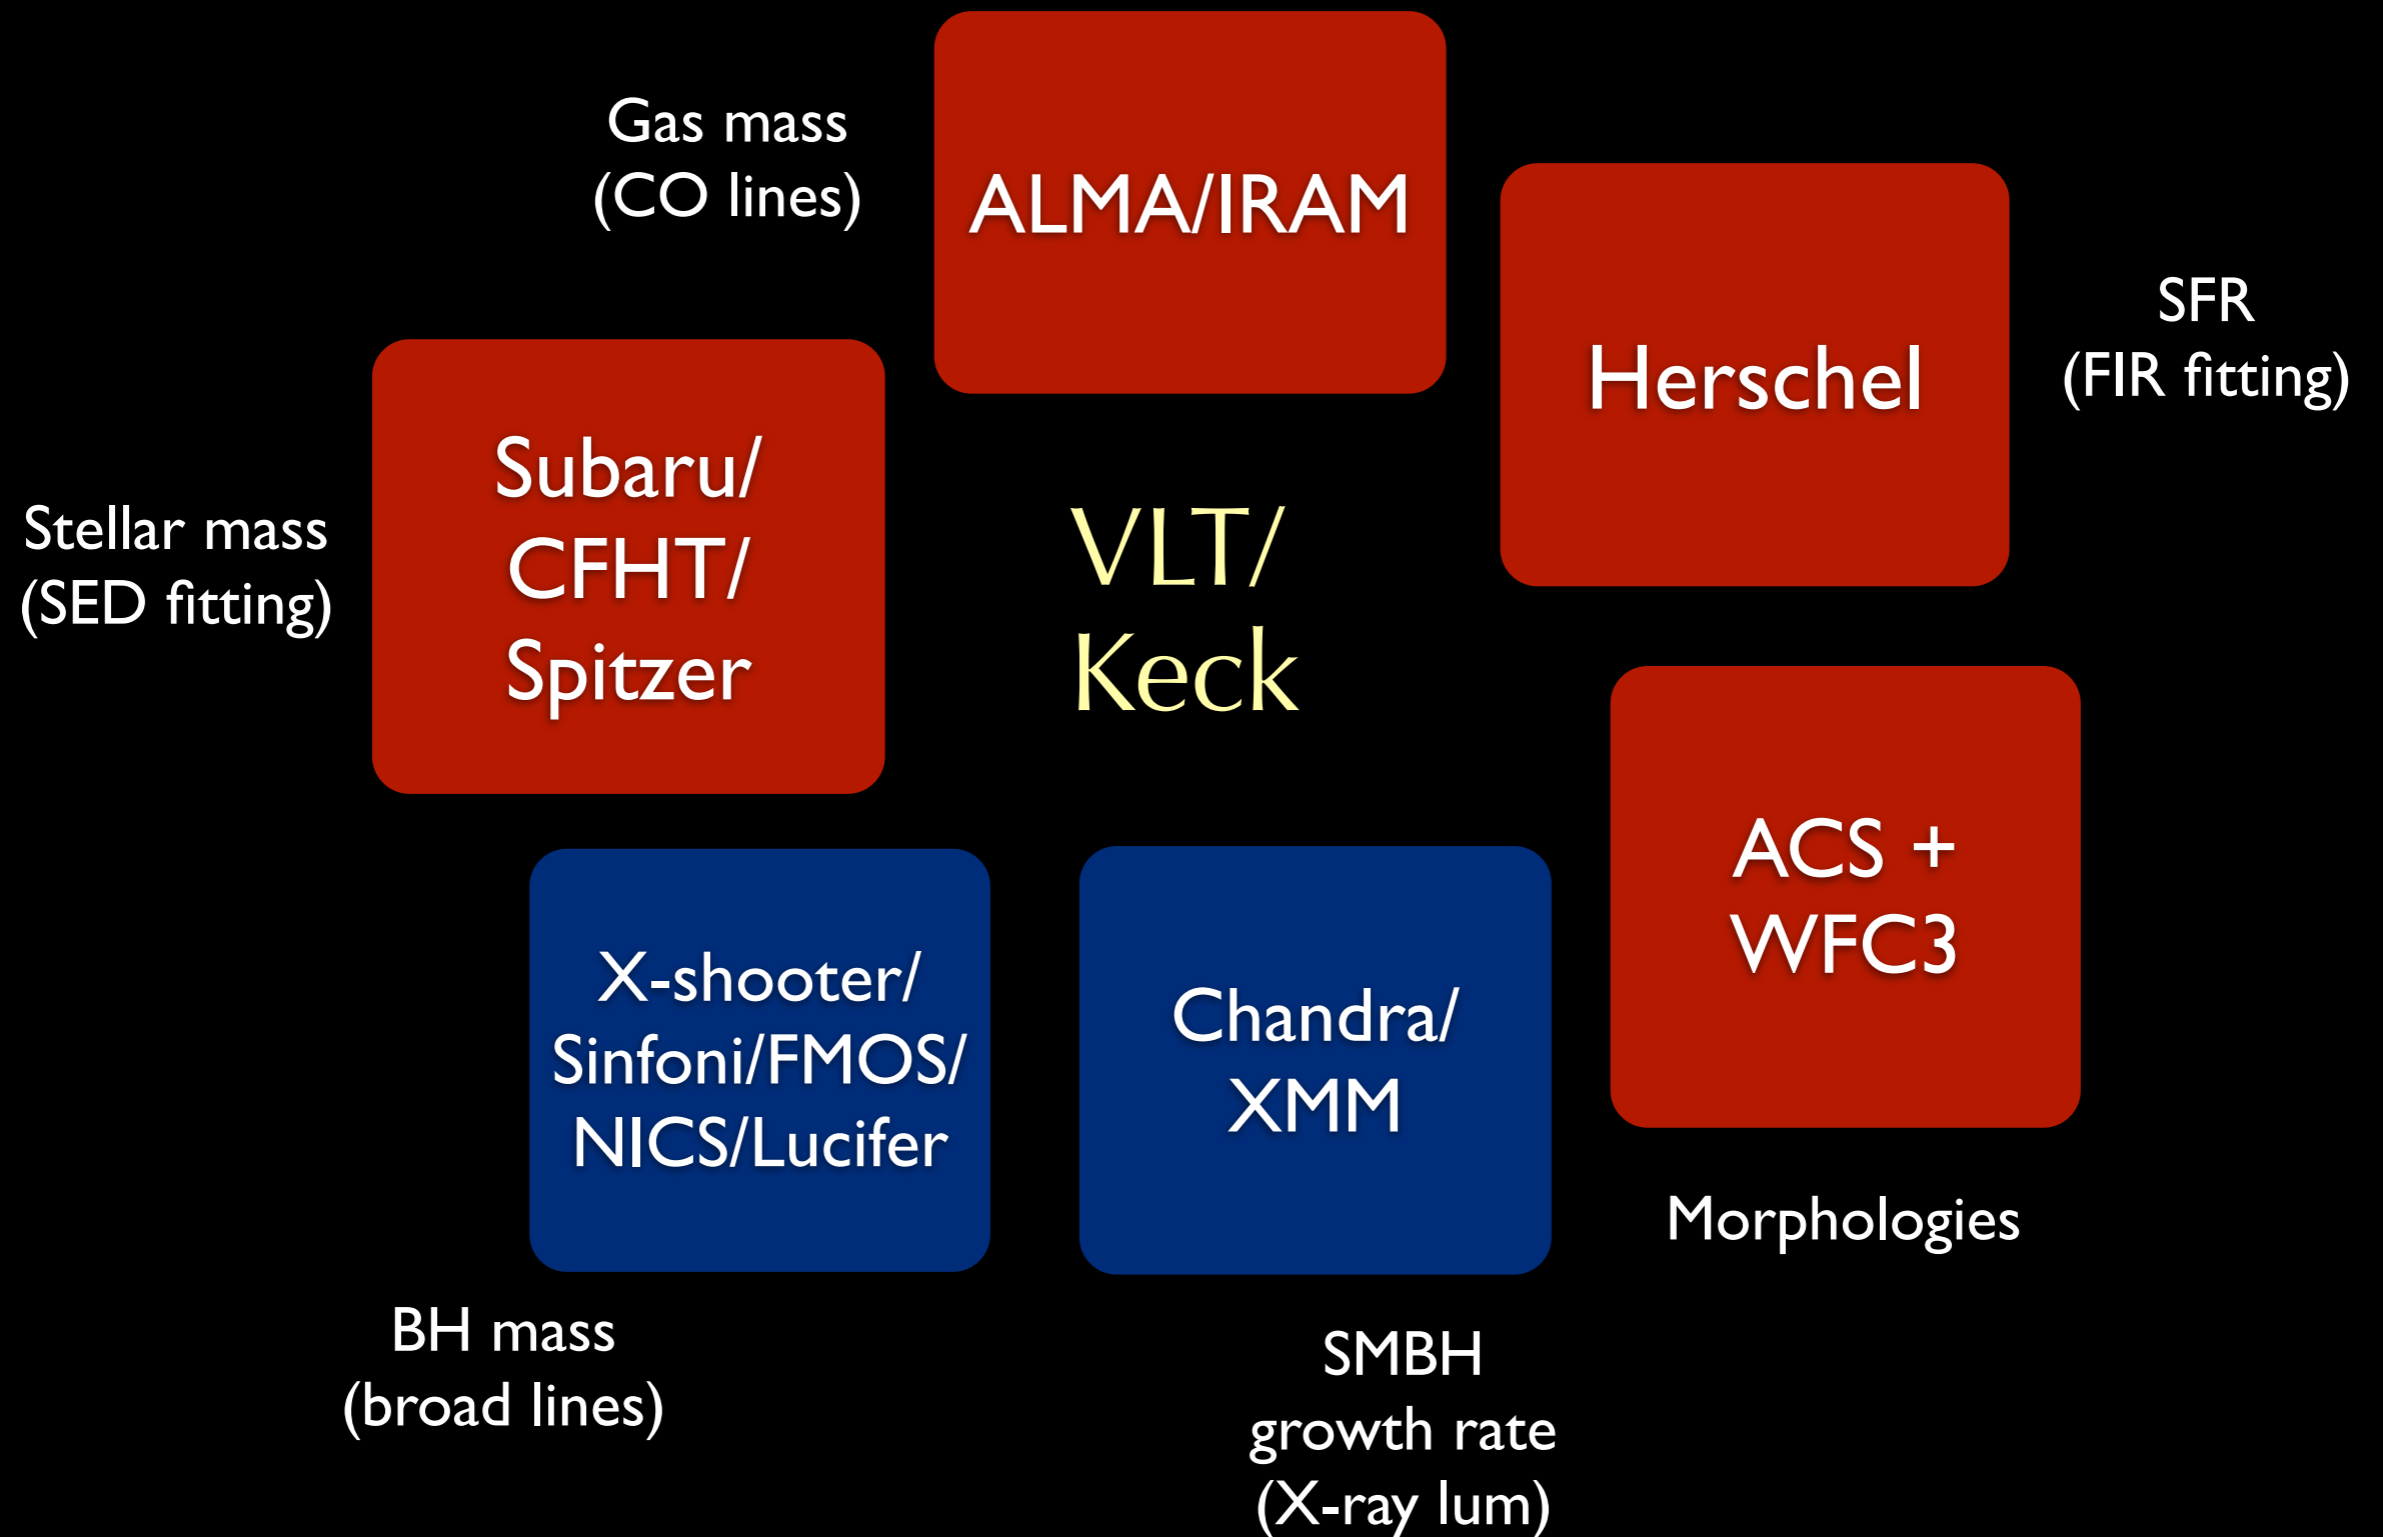 Gas mass
(CO lines)
ALMA/IRAM
Herschel
SFR
(FIR fitting)
Stellar mass
(SED fitting)
Subaru/
CFHT/
Spitzer
VLT/
Keck
ACS +
WFC3
Morphologies
X-shooter/
Sinfoni/FMOS/
NICS/Lucifer
BH mass
(broad lines)
Chandra/
XMM
SMBH
growth rate
(X-ray lum)